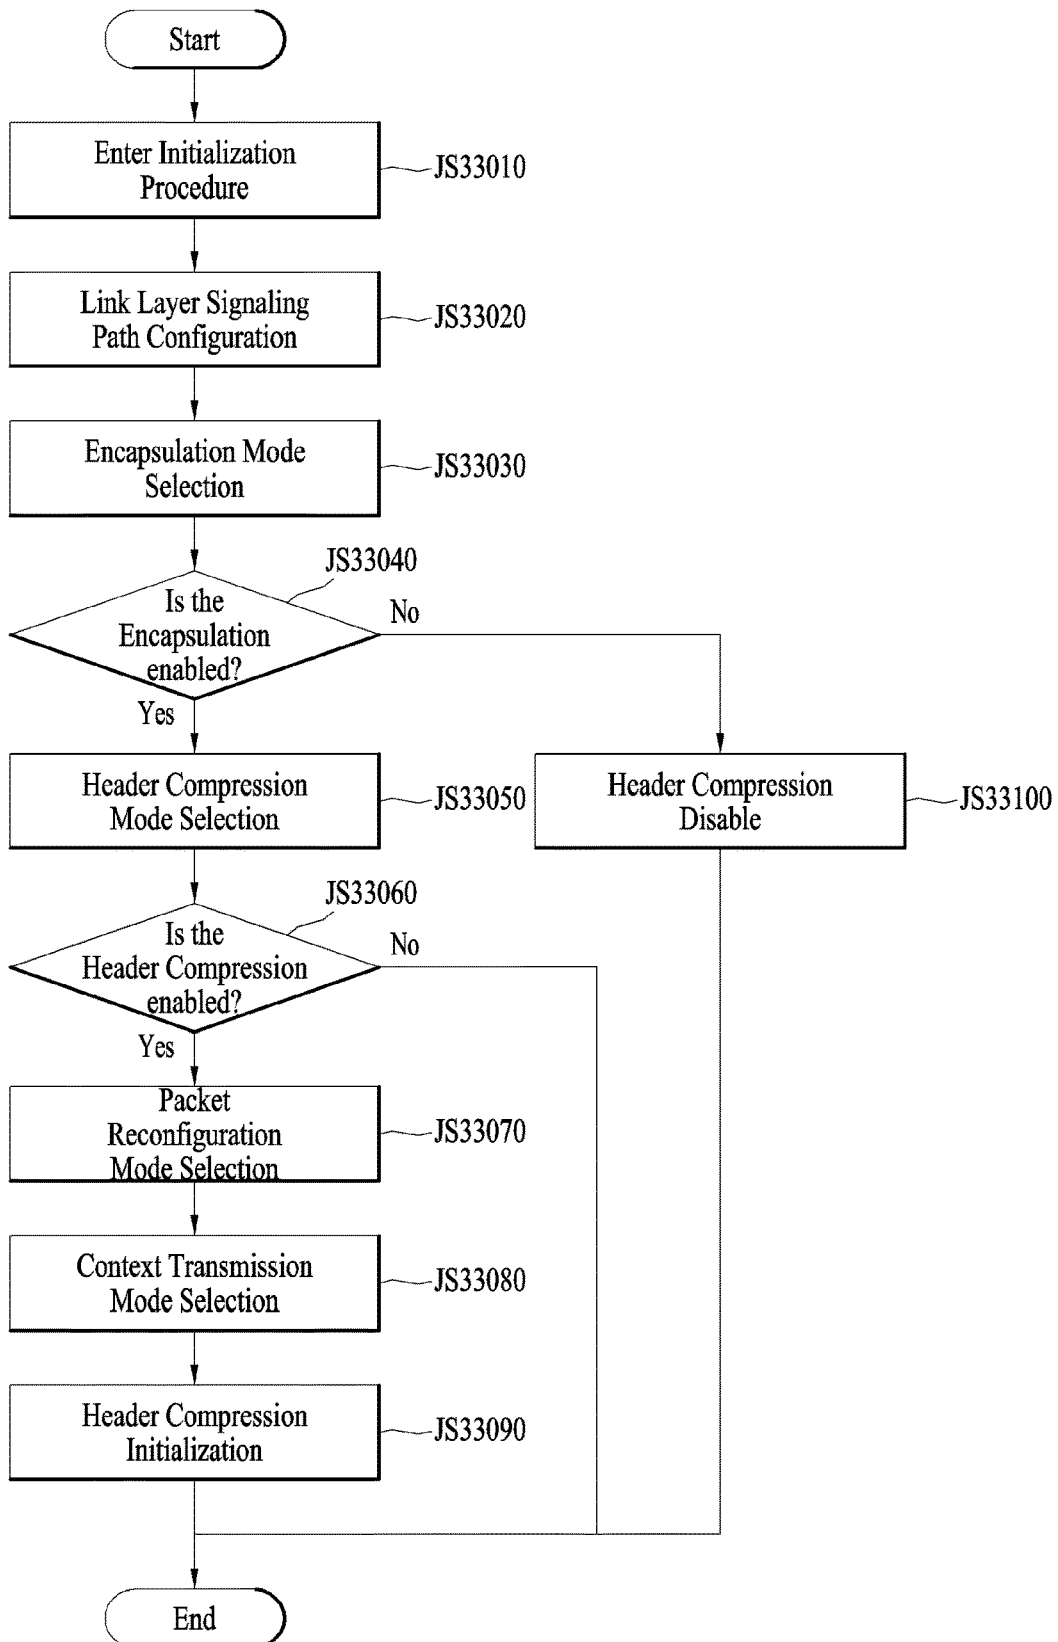 Start
Enter Initialization
Procedure
JS33010
Link Layer Signaling
Path Configuration
JS33020
Encapsulation Mode
Selection
JS33030
JS33040
Is the
Encapsulation
enabled?
No
Yes
Header Compression
Mode Selection
JS33050
Header Compression
Disable
JS33100
JS33060
Is the
Header Compression
enabled?
No
Yes
Packet
Reconfiguration
Mode Selection
JS33070
Context Transmission
Mode Selection
JS33080
Header Compression
Initialization
JS33090
End